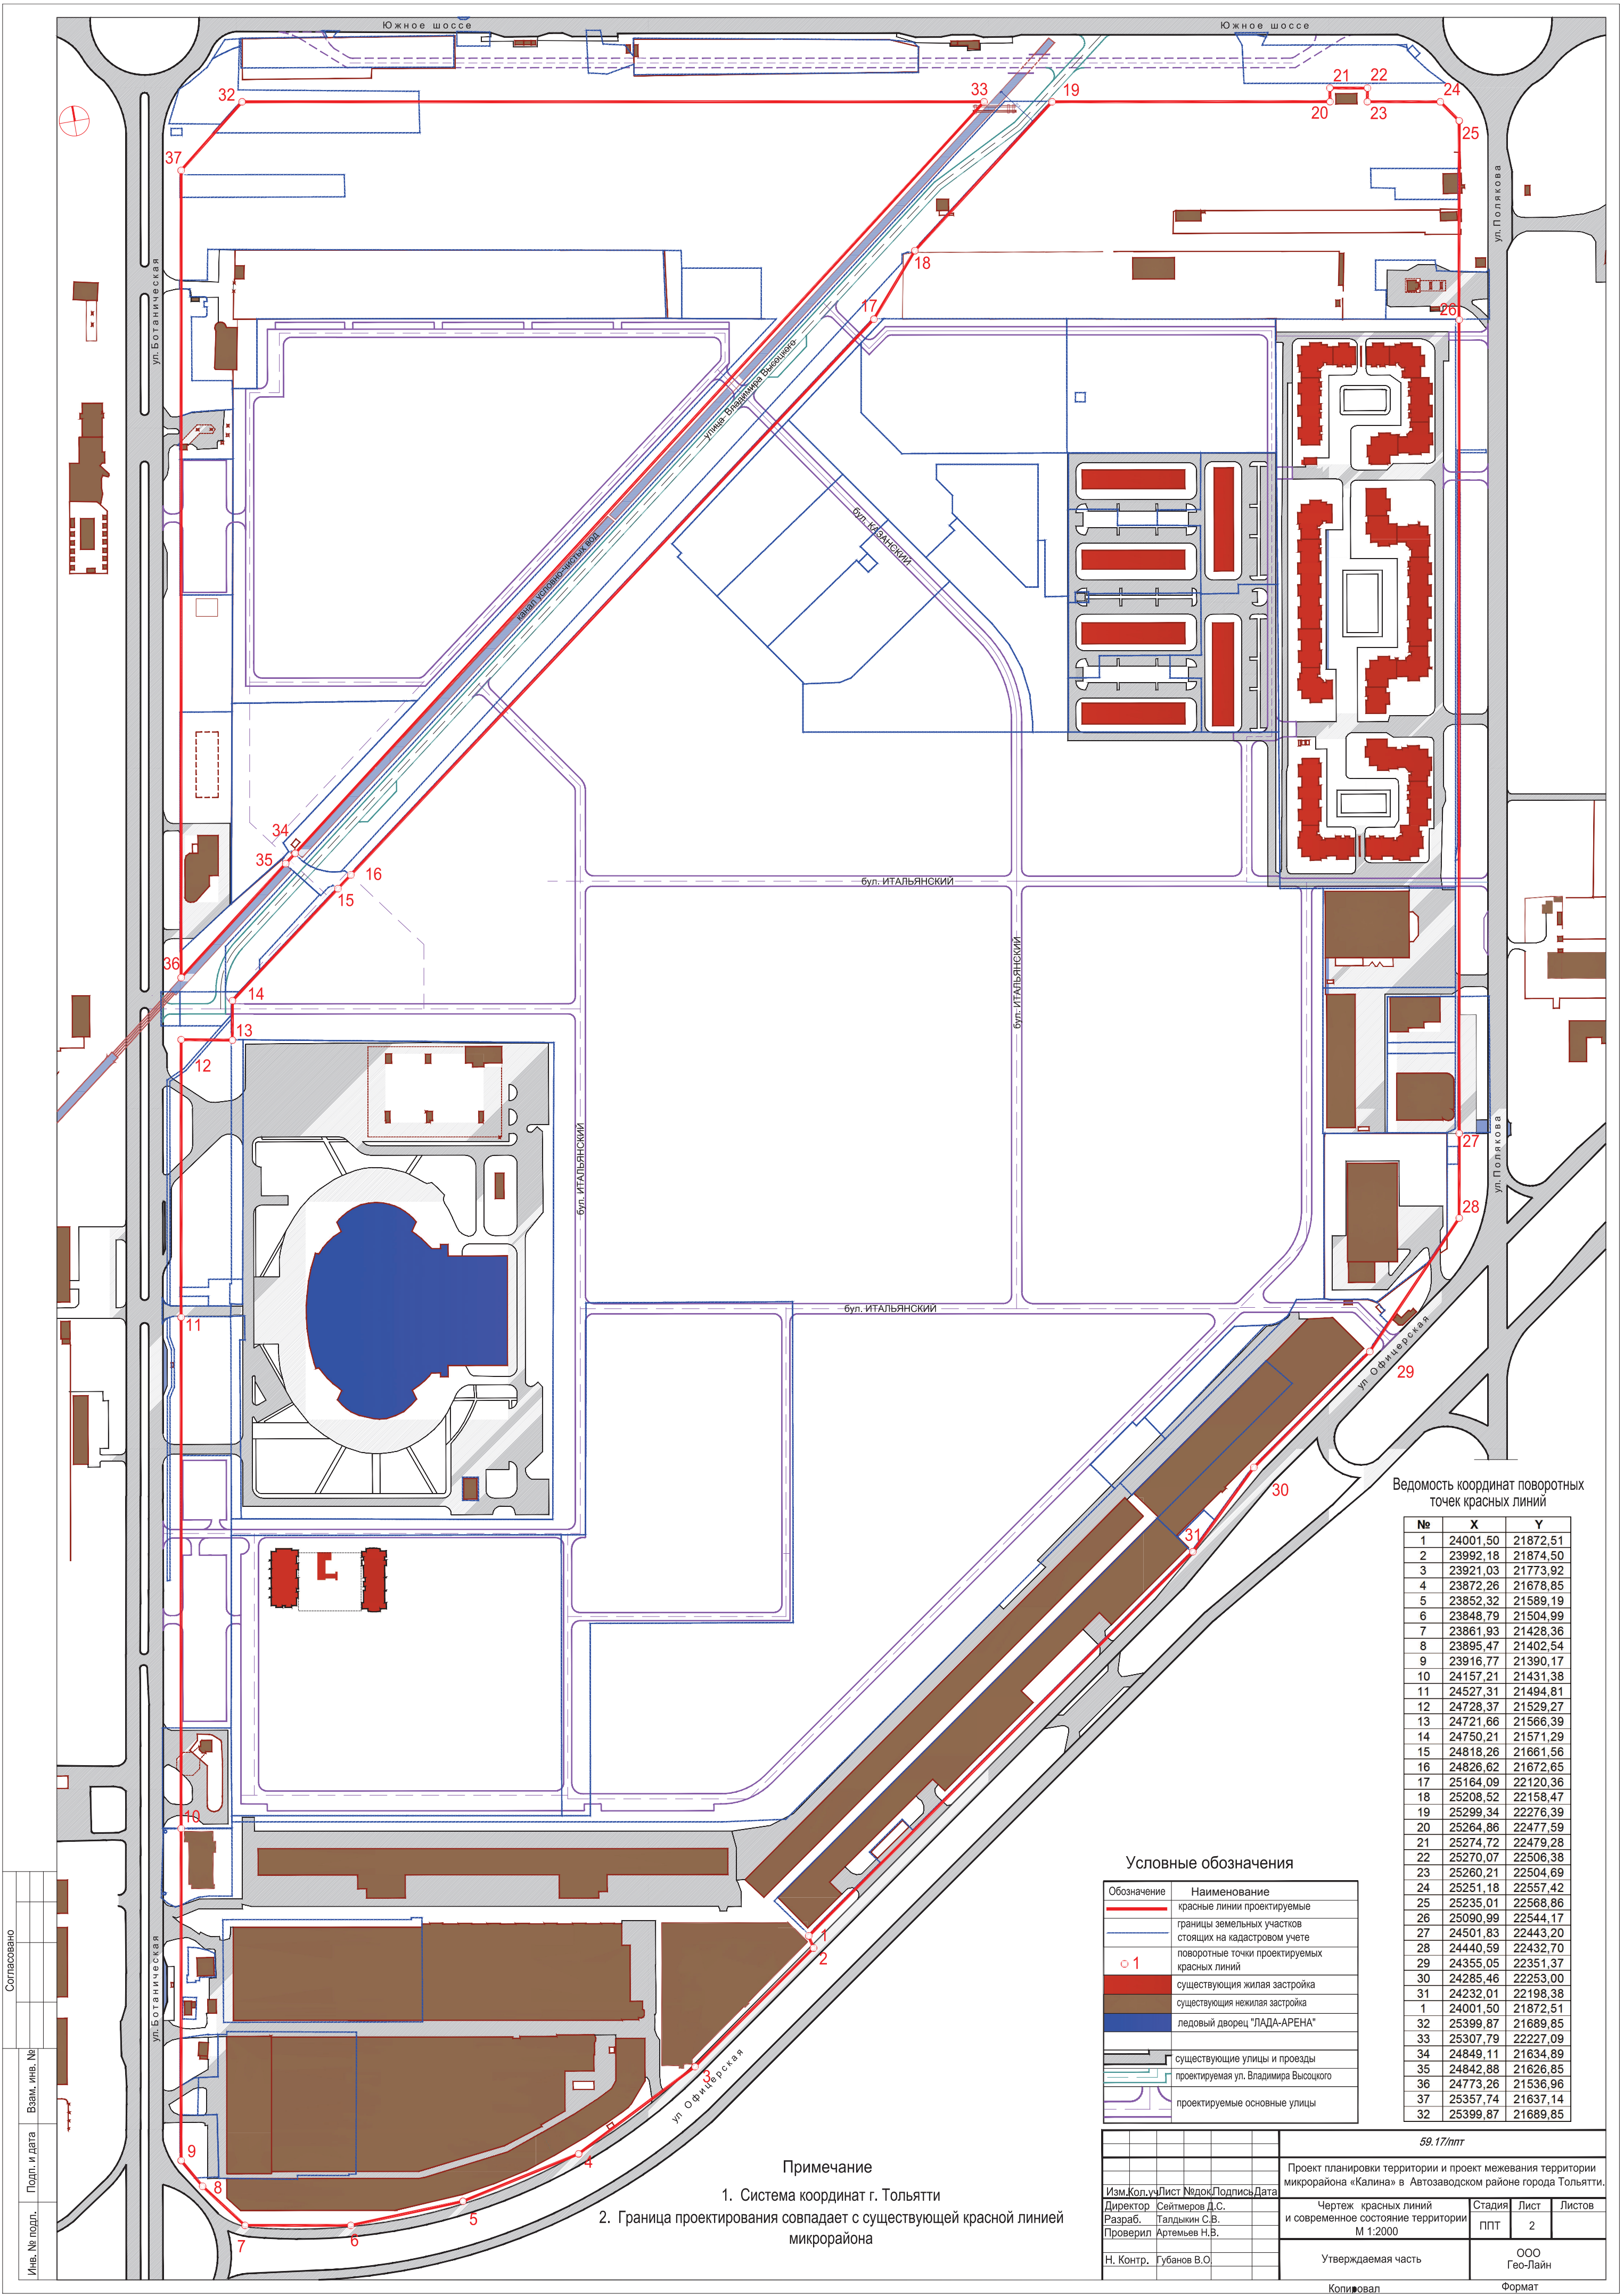 Южное шоссе
Южное шоссе
32
33
19
21
22
20
23
24
25
37
18
17
26
ул. Ботаническая
ул. Полякова
улица Владимира Высоцкого
канал условно-чистых вод
бул. КАЗАНСКИЙ
34
35
16
15
бул. ИТАЛЬЯНСКИЙ
бул. ИТАЛЬЯНСКИЙ
36
14
13
12
бул. ИТАЛЬЯНСКИЙ
27
ул. Полякова
28
11
бул. ИТАЛЬЯНСКИЙ
ул Офицерская
29
30
31
10
1
2
ул. Ботаническая
3
ул Офицерская
9
8
4
5
6
7
Ведомость координат поворотных
точек красных линий
№ X Y
1 24001,50 21872,51
2 23992,18 21874,50
3 23921,03 21773,92
4 23872,26 21678,85
5 23852,32 21589,19
6 23848,79 21504,99
7 23861,93 21428,36
8 23895,47 21402,54
9 23916,77 21390,17
10 24157,21 21431,38
11 24527,31 21494,81
12 24728,37 21529,27
13 24721,66 21566,39
14 24750,21 21571,29
15 24818,26 21661,56
16 24826,62 21672,65
17 25164,09 22120,36
18 25208,52 22158,47
19 25299,34 22276,39
20 25264,86 22477,59
21 25274,72 22479,28
22 25270,07 22506,38
23 25260,21 22504,69
24 25251,18 22557,42
25 25235,01 22568,86
26 25090,99 22544,17
27 24501,83 22443,20
28 24440,59 22432,70
29 24355,05 22351,37
30 24285,46 22253,00
31 24232,01 22198,38
1 24001,50 21872,51
32 25399,87 21689,85
33 25307,79 22227,09
34 24849,11 21634,89
35 24842,88 21626,85
36 24773,26 21536,96
37 25357,74 21637,14
32 25399,87 21689,85
Условные обозначения
Обозначение Наименование
красные линии проектируемые
границы земельных участков
стоящих на кадастровом учете
1 поворотные точки проектируемых
красных линий
существующия жилая застройка
существующия нежилая застройка
ледовый дворец "ЛАДА-АРЕНА"
существующие улицы и проезды
проектируемая ул. Владимира Высоцкого
проектируемые основные улицы
Примечание
1. Система координат г. Тольятти
2. Граница проектирования совпадает с существующей красной линией
микрорайона
59.17/ппт
Проект планировки территории и проект межевания территории
микрорайона «Калина» в Автозаводском районе города Тольятти.
Изм. Кол.уч Лист №док Подпись Дата
Директор Сейтмеров Д.С.
Разраб. Талдыкин С.В.
Проверил Артемьев Н.В.
Н. Контр. Губанов В.О.
Чертеж красных линий
и современное состояние территории
М 1:2000
Стадия Лист Листов
ППТ 2
Утверждаемая часть
ООО
Гео-Лайн
Копировал Формат
Согласовано
Взам. инв. №
Подп. и дата
Инв. № подл.